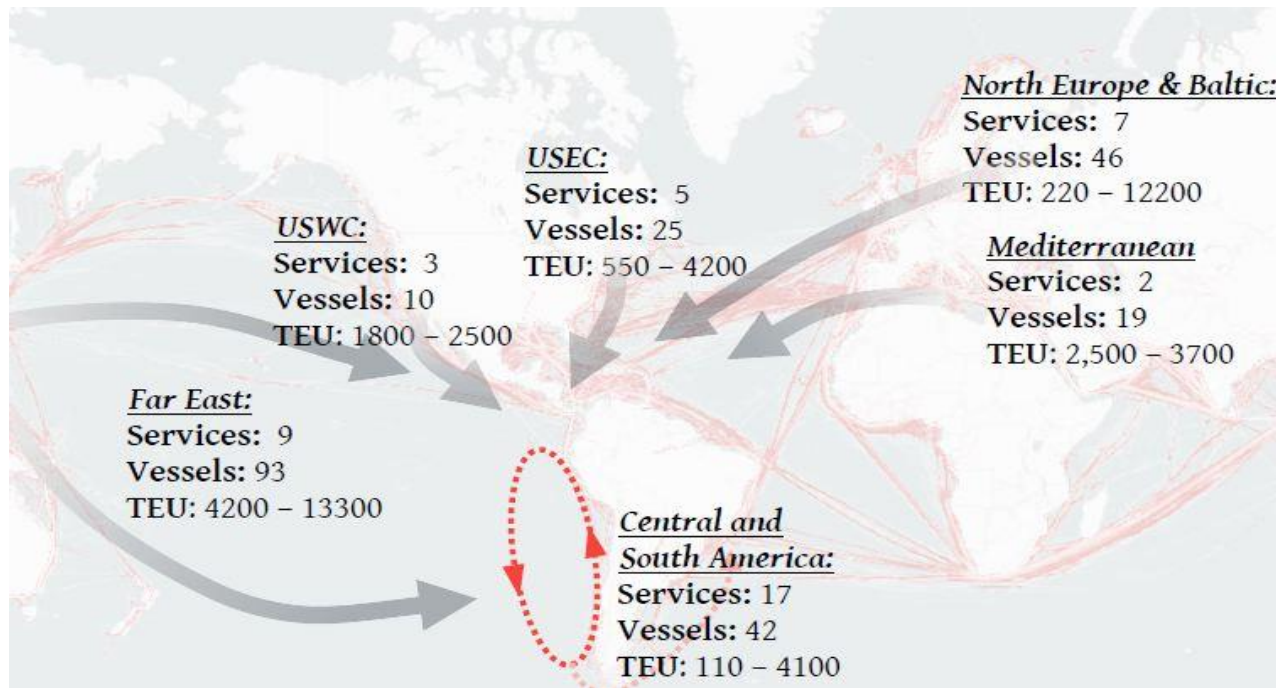 North Europe & Baltic:
Services: 7
Vessels: 46
TEU: 220 – 12200
USEC:
Services: 5
Vessels: 25
TEU: 550 – 4200
USWC:
Services: 3
Vessels: 10
TEU: 1800 – 2500
Mediterranean
Services: 2
Vessels: 19
TEU: 2,500 – 3700
Far East:
Services: 9
Vessels: 93
TEU: 4200 – 13300
Central and
South America:
Services: 17
Vessels: 42
TEU: 110 – 4100